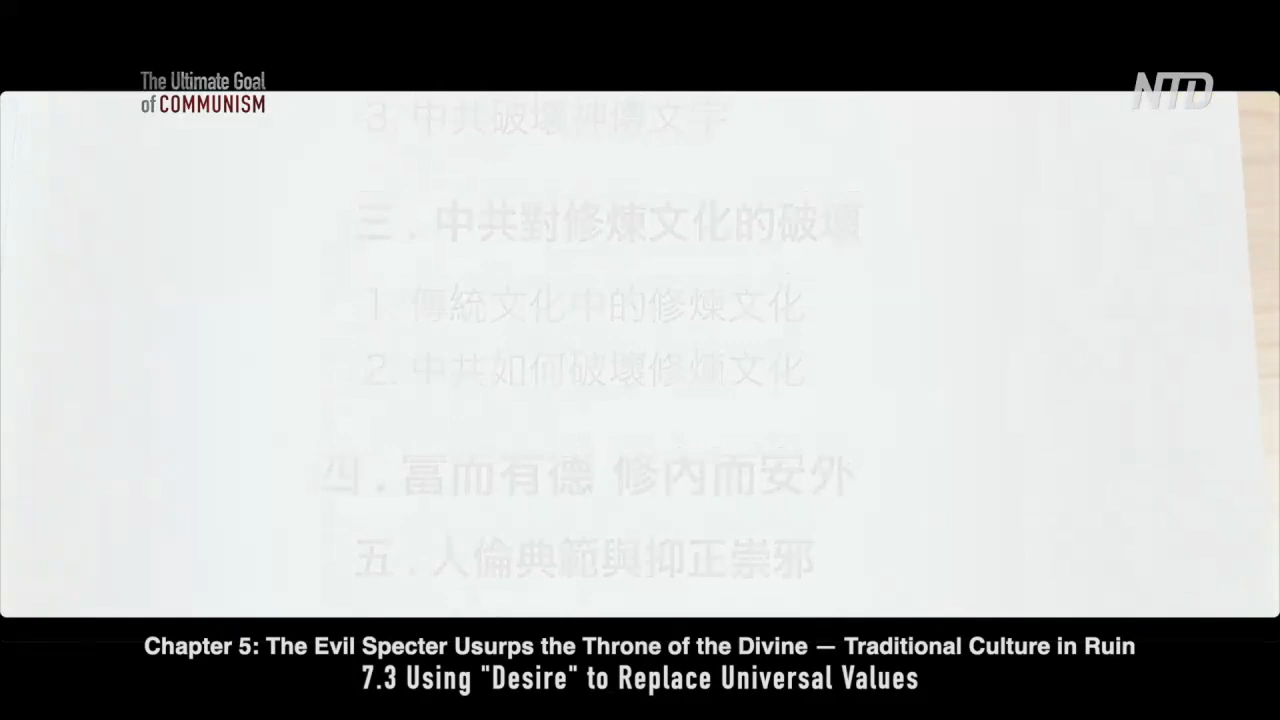 The Ultimate Goal
of COMMUNISM
NTD
3. 中共破壞神傳文字
三．中共對修煉文化的破壞
1. 傳統文化中的修煉文化
2. 中共如何破壞修煉文化
四．富而有德 修內而安外
五．人倫典範與抑正崇邪
Chapter 5: The Evil Specter Usurps the Throne of the Divine — Traditional Culture in Ruin
7.3 Using "Desire" to Replace Universal Values